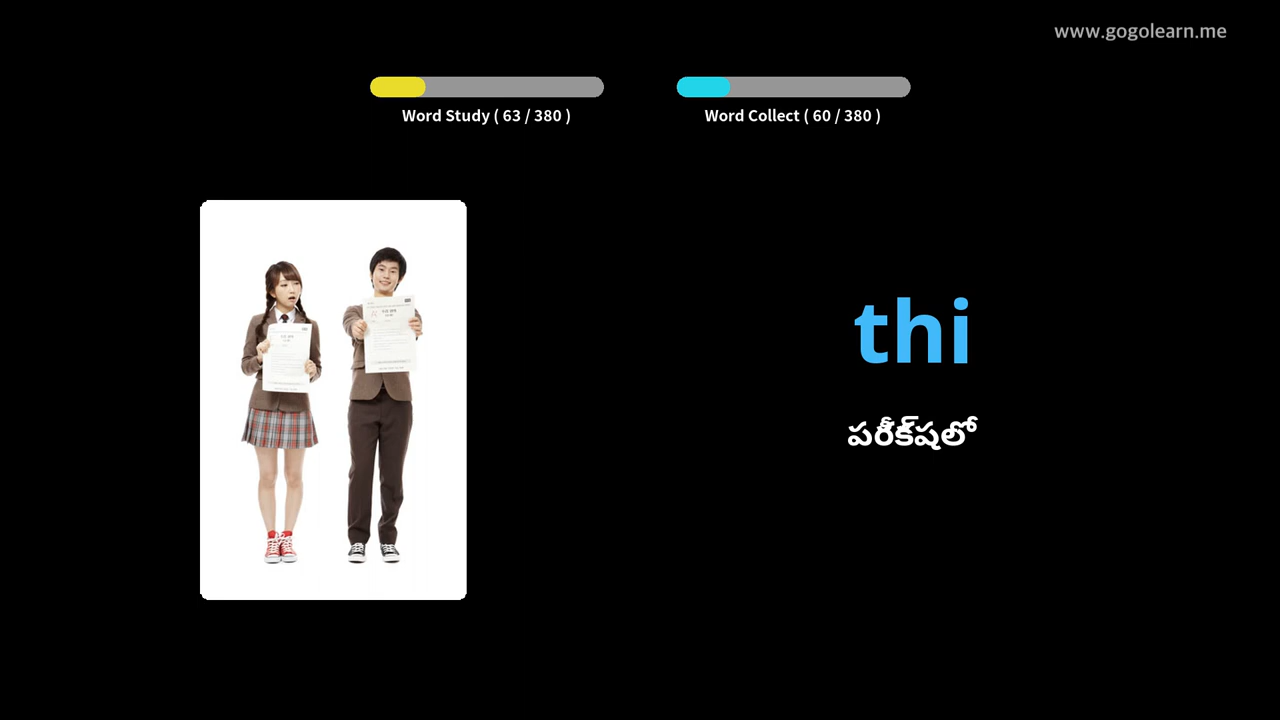 www.gogolearn.me
Word Study ( 63 / 380 )
Word Collect ( 60 / 380 )
thi
పరీక్షలో